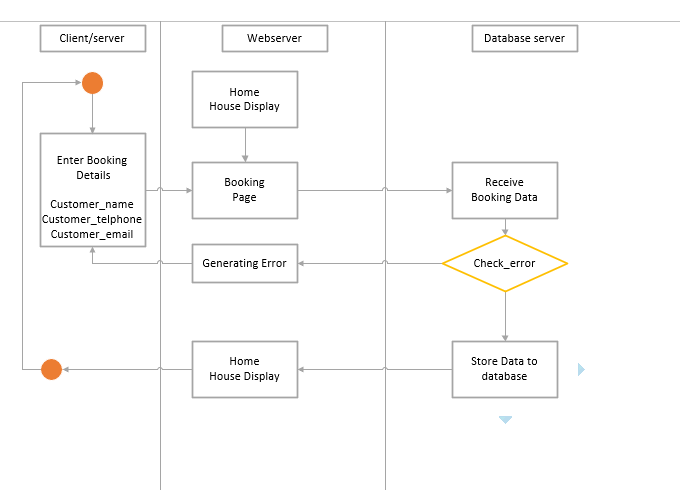 Client/server
Webserver
Database server
Home
House Display
Enter Booking
Details
Customer_name
Customer_telphone
Customer_email
Booking
Page
Receive
Booking Data
Generating Error
Check_error
Home
House Display
Store Data to
database